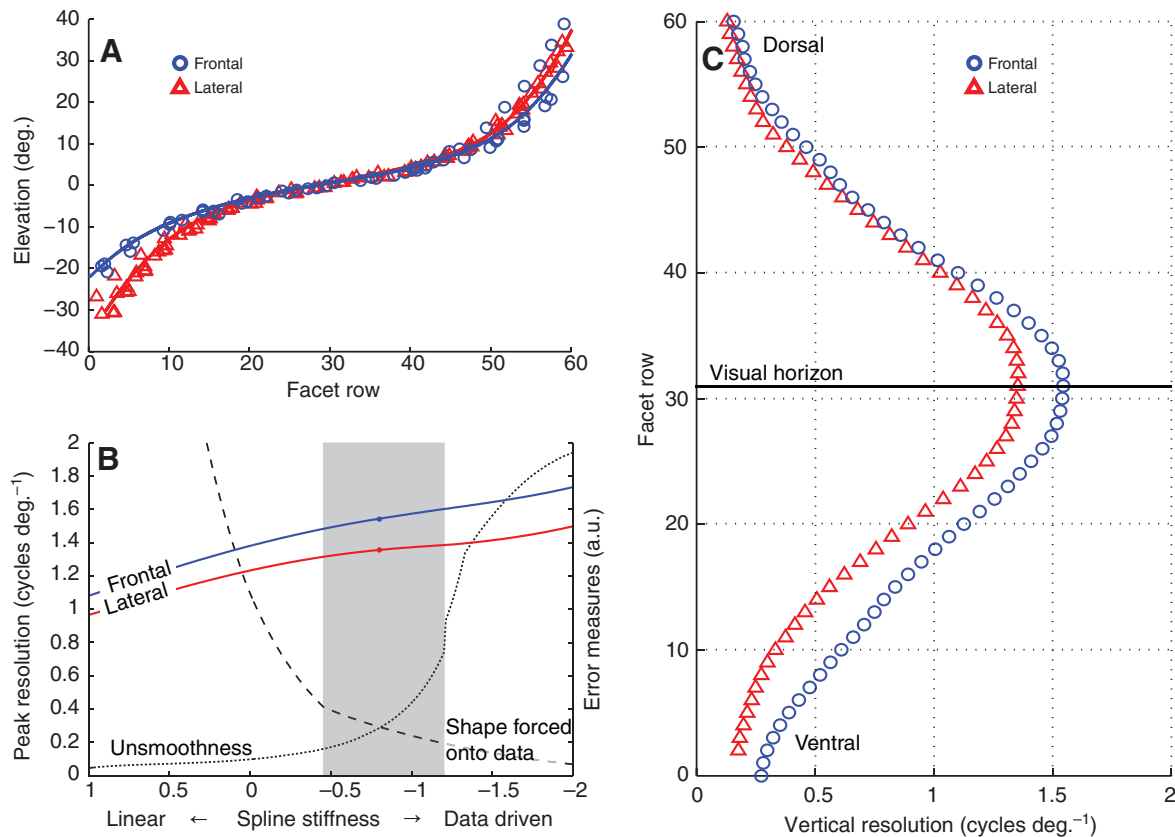 A
Frontal
Lateral
Elevation (deg.)
40
30
20
10
0
−10
−20
−30
−40
0 10 20 30 40 50 60
Facet row
B
Peak resolution (cycles deg.⁻¹)
2
1.8
1.6
1.4
1.2
1
0.8
0.6
0.4
0.2
0
Frontal
Lateral
Unsmoothness
Shape forced
onto data
Error measures (a.u.)
1 0.5 0 −0.5 −1 −1.5 −2
Linear ← Spline stiffness → Data driven
C
Dorsal
Frontal
Lateral
Visual horizon
Ventral
Facet row
60
50
40
30
20
10
0
0 0.5 1 1.5 2
Vertical resolution (cycles deg.⁻¹)